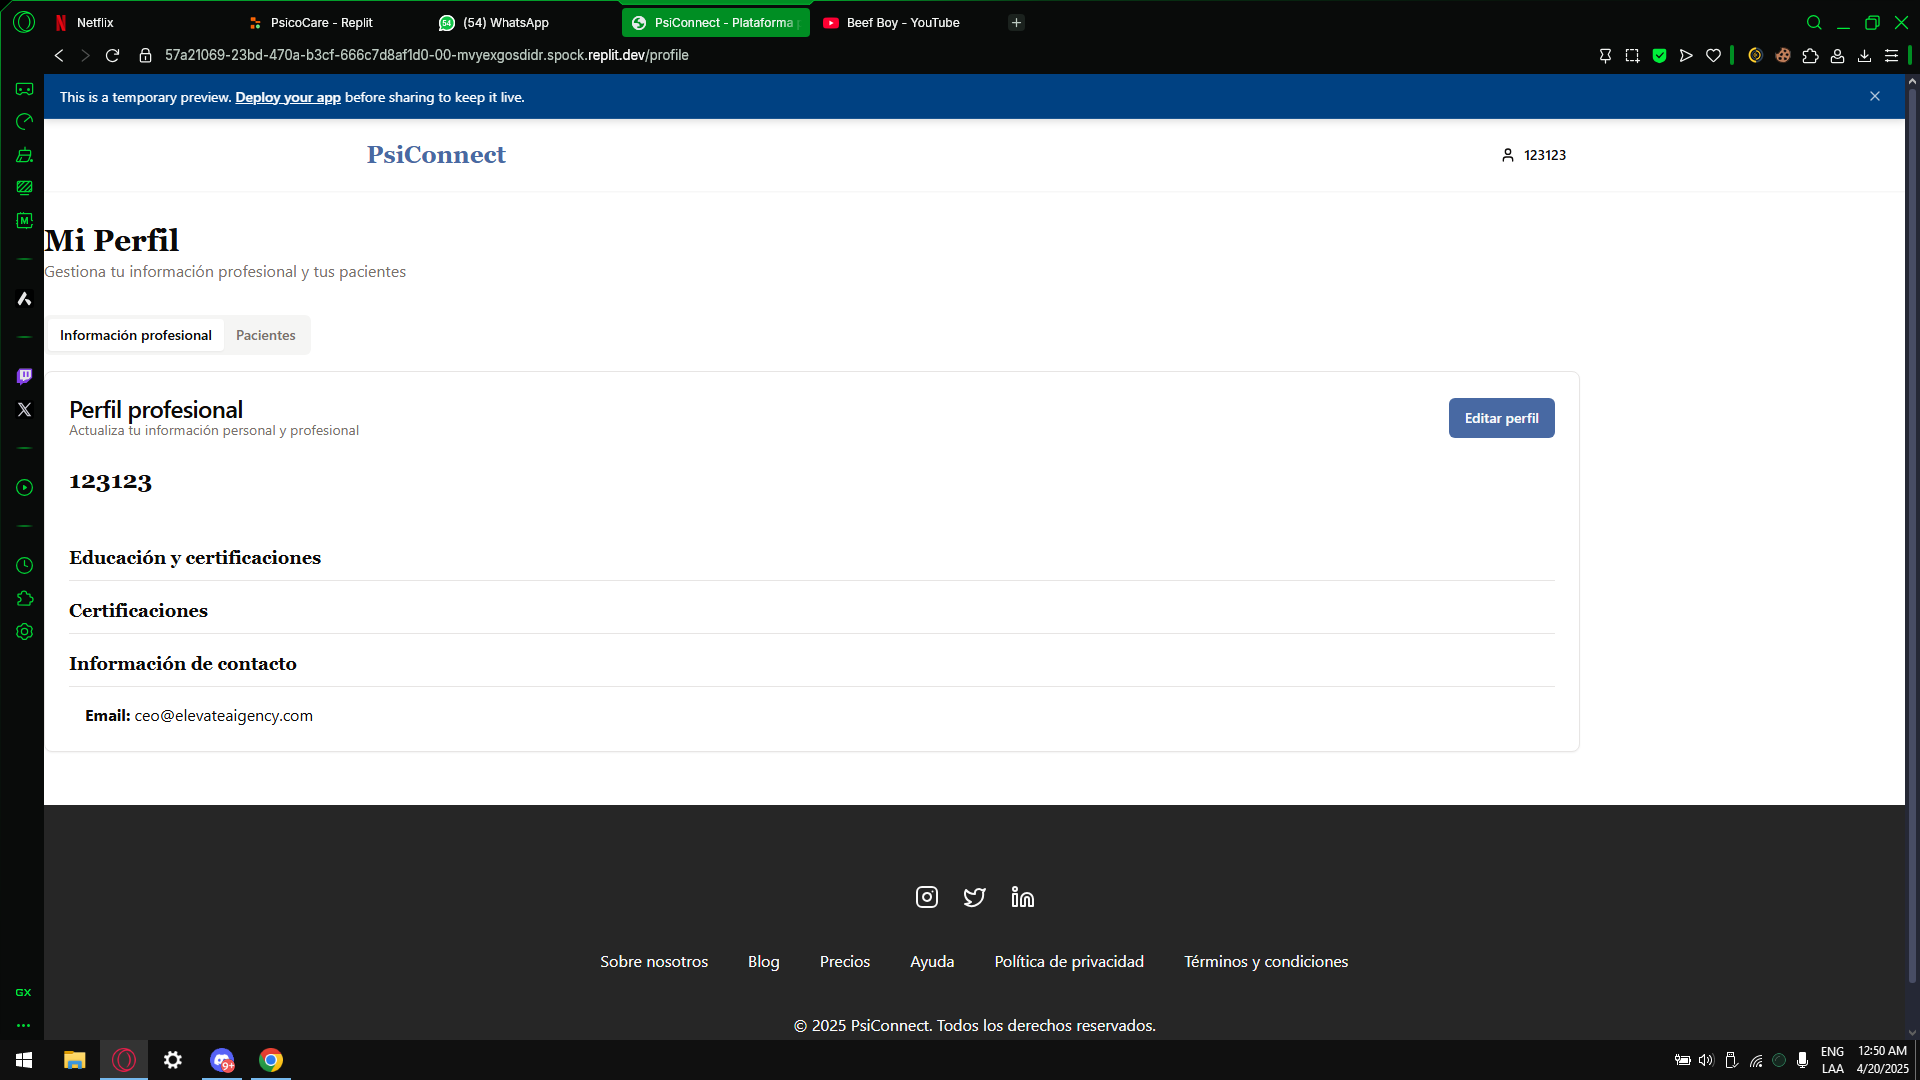 Netflix
PsicoCare - Replit
54
(54) WhatsApp
PsiConnect - Plataforma
Beef Boy - YouTube
57a21069-23bd-470a-b3cf-666c7d8af1d0-00-mvyexgosdidr.spock.replit.dev/profile
This is a temporary preview. Deploy your app before sharing to keep it live.
PsiConnect
123123
Mi Perfil
Gestiona tu información profesional y tus pacientes
Información profesional
Pacientes
Perfil profesional
Editar perfil
Actualiza tu información personal y profesional
123123
Educación y certificaciones
Certificaciones
Información de contacto
Email: ceo@elevateaigency.com
Sobre nosotros
Blog
Precios
Ayuda
Política de privacidad
Términos y condiciones
© 2025 PsiConnect. Todos los derechos reservados.
GX
9+
ENG
LAA
12:50 AM
4/20/2025